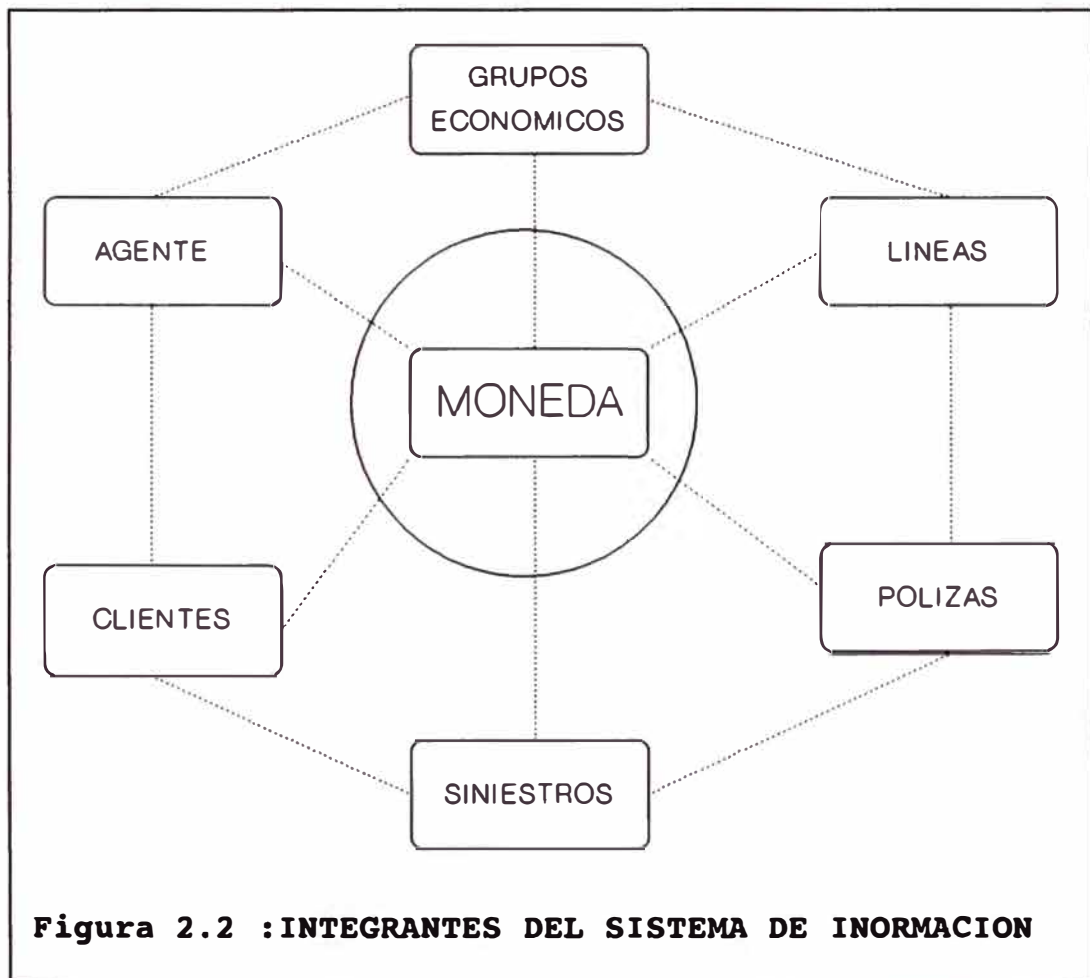 GRUPOS
ECONOMICOS
AGENTE
LINEAS
MONEDA
CLIENTES
POLIZAS
SINIESTROS
Figura 2.2 :INTEGRANTES DEL SISTEMA DE INORMACION